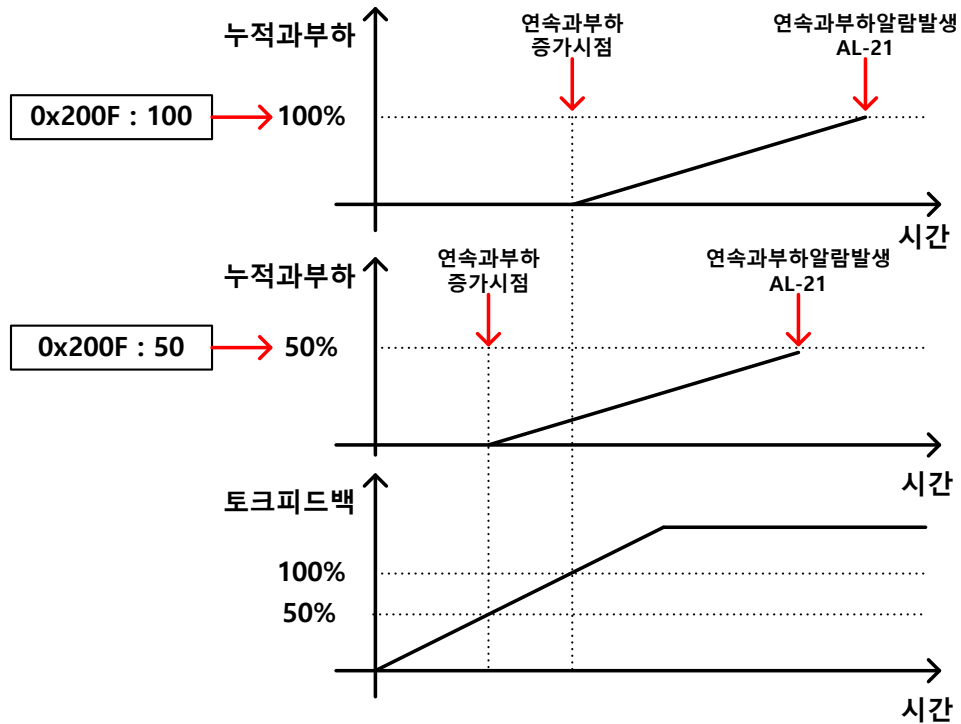 누적과부하
연속과부하
증가시점
연속과부하알람발생
AL-21
0x200F : 100
100%
시간
누적과부하
연속과부하
증가시점
연속과부하알람발생
AL-21
0x200F : 50
50%
시간
토크피드백
100%
50%
시간